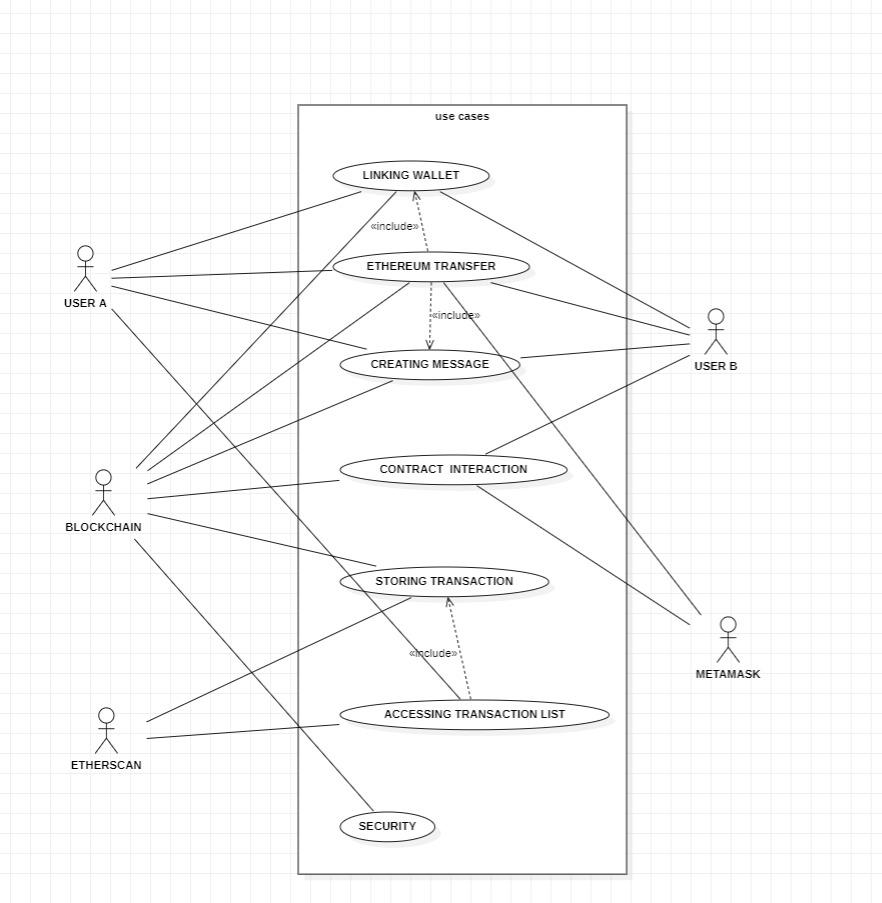 use cases
LINKING WALLET
«include»
ETHEREUM TRANSFER
USER A
«include»
CREATING MESSAGE
USER B
CONTRACT INTERACTION
BLOCKCHAIN
STORING TRANSACTION
«include»
METAMASK
ACCESSING TRANSACTION LIST
ETHERSCAN
SECURITY